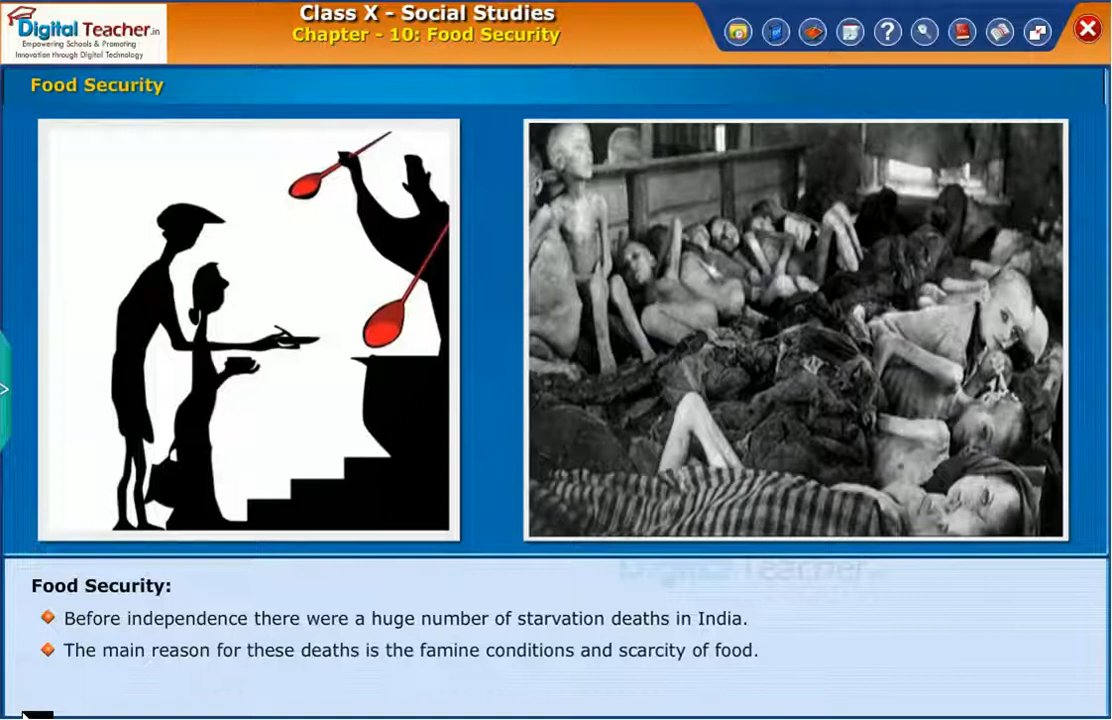 Digital Teacher.in
Empowering Schools & Promoting
Innovation through Digital Technology
Class X - Social Studies
Chapter - 10: Food Security
?
Food Security
Food Security:
Before independence there were a huge number of starvation deaths in India.
The main reason for these deaths is the famine conditions and scarcity of food.